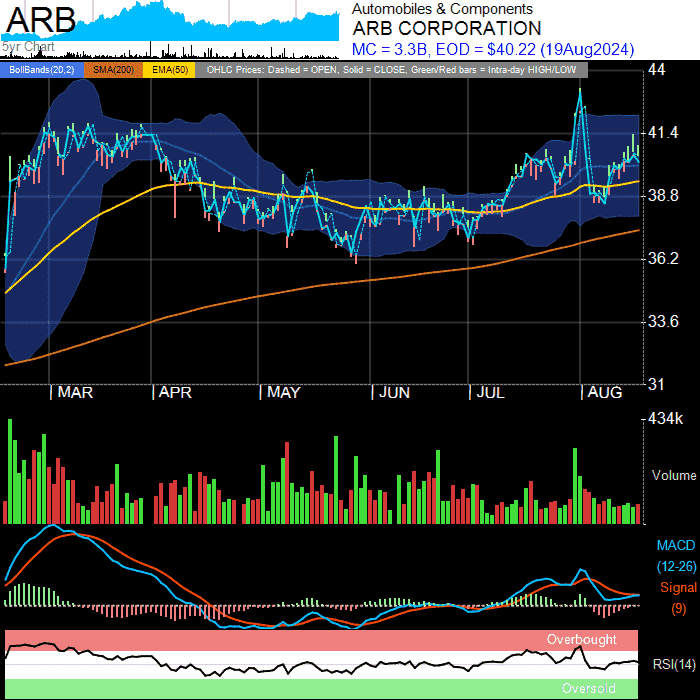 ARB
5yr Chart
Automobiles & Components
ARB CORPORATION
MC = 3.3B, EOD = $40.22 (19Aug2024)
BollBands(20,2) SMA(200) EMA(50) OHLC Prices: Dashed = OPEN, Solid = CLOSE, Green/Red bars = Intra-day HIGH/LOW
44
41.4
38.8
36.2
33.6
31
MAR APR MAY JUN JUL AUG
434k
Volume
MACD
(12-26)
Signal
(9)
Overbought
RSI(14)
Oversold